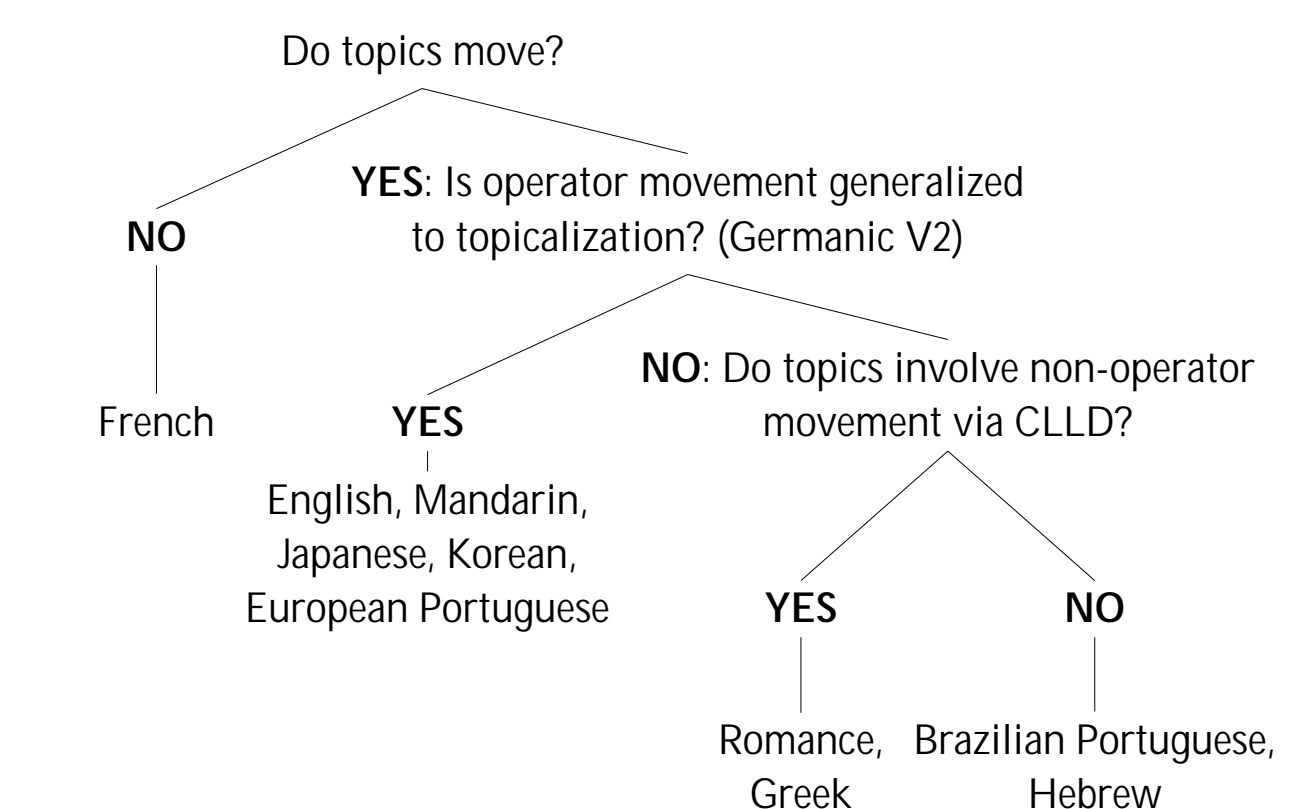 Do topics move?
YES: Is operator movement generalized
to topicalization? (Germanic V2)
NO
NO: Do topics involve non-operator
movement via CLLD?
French
YES
English, Mandarin,
Japanese, Korean,
European Portuguese
YES
NO
Romance,
Greek
Brazilian Portuguese,
Hebrew